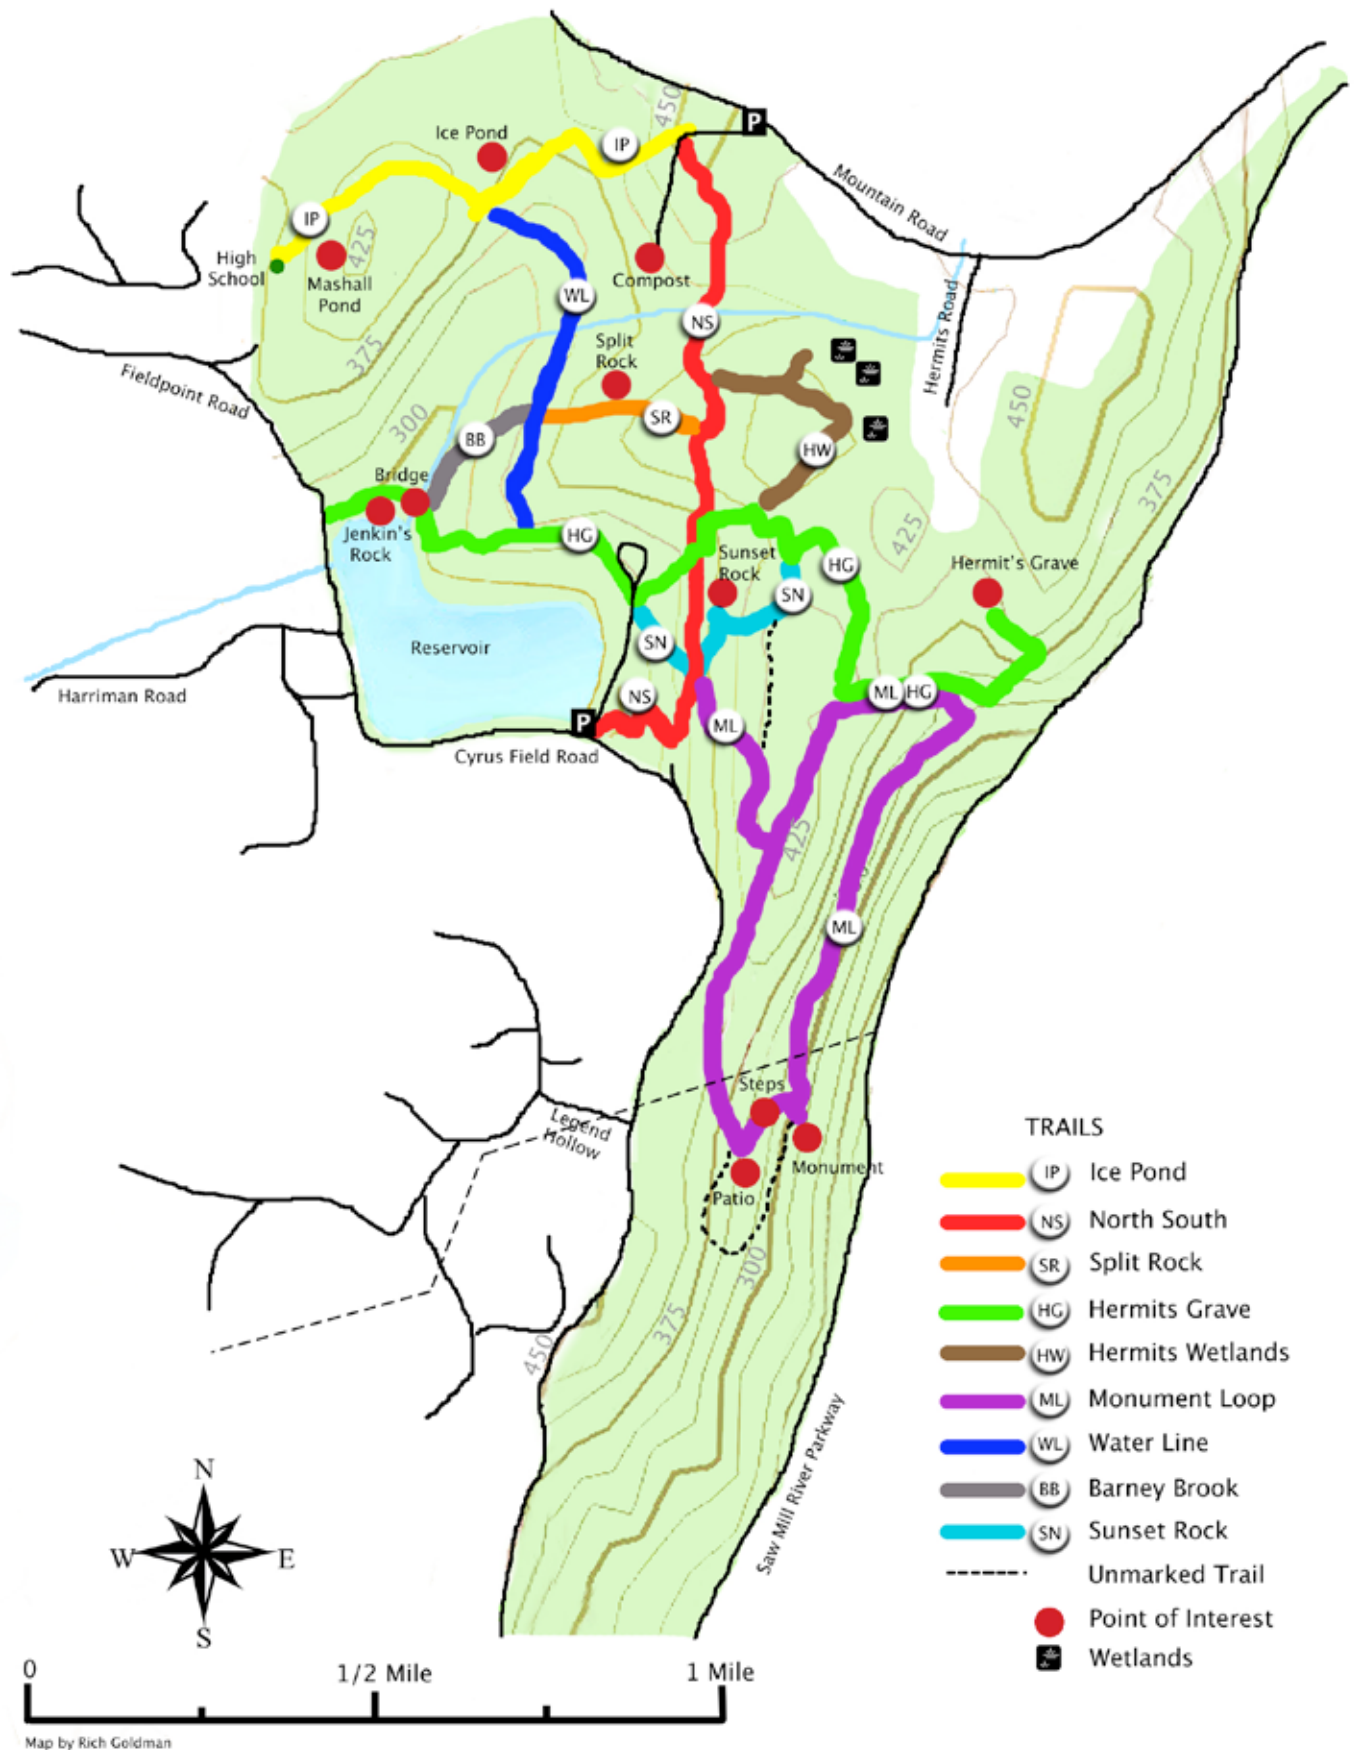 450
P
Ice Pond
IP
Mountain Road
IP
High
School
425
Mashall
Pond
Compost
WL
NS
Hermits Road
375
Split
Rock
Fieldpoint Road
300
SR
BB
HW
450
Bridge
375
Jenkin's
Rock
HG
425
Sunset
Rock
HG
Hermit's Grave
SN
SN
Reservoir
Harriman Road
NS
ML
HG
P
ML
Cyrus Field Road
425
ML
Steps
Legend
Hollow
Monument
Patio
300
375
450
Saw Mill River Parkway
TRAILS
IP Ice Pond
NS North South
SR Split Rock
HG Hermits Grave
HW Hermits Wetlands
ML Monument Loop
WL Water Line
BB Barney Brook
SN Sunset Rock
Unmarked Trail
Point of Interest
Wetlands
N
W
E
S
0
1/2 Mile
1 Mile
Map by Rich Goldman